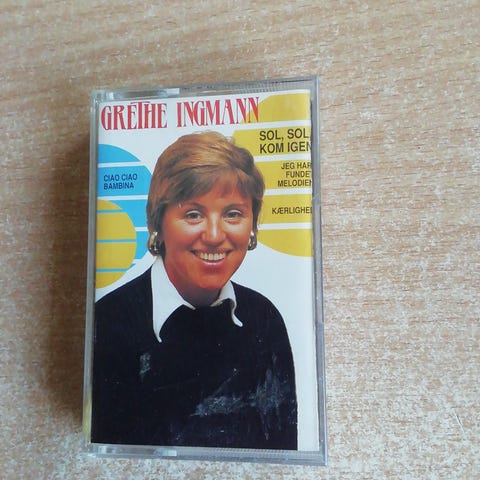 GRETHE INGMANN
SOL, SOL,
KOM IGEN
JEG HAR
FUNDET
MELODIEN
KÆRLIGHED
CIAO CIAO
BAMBINA